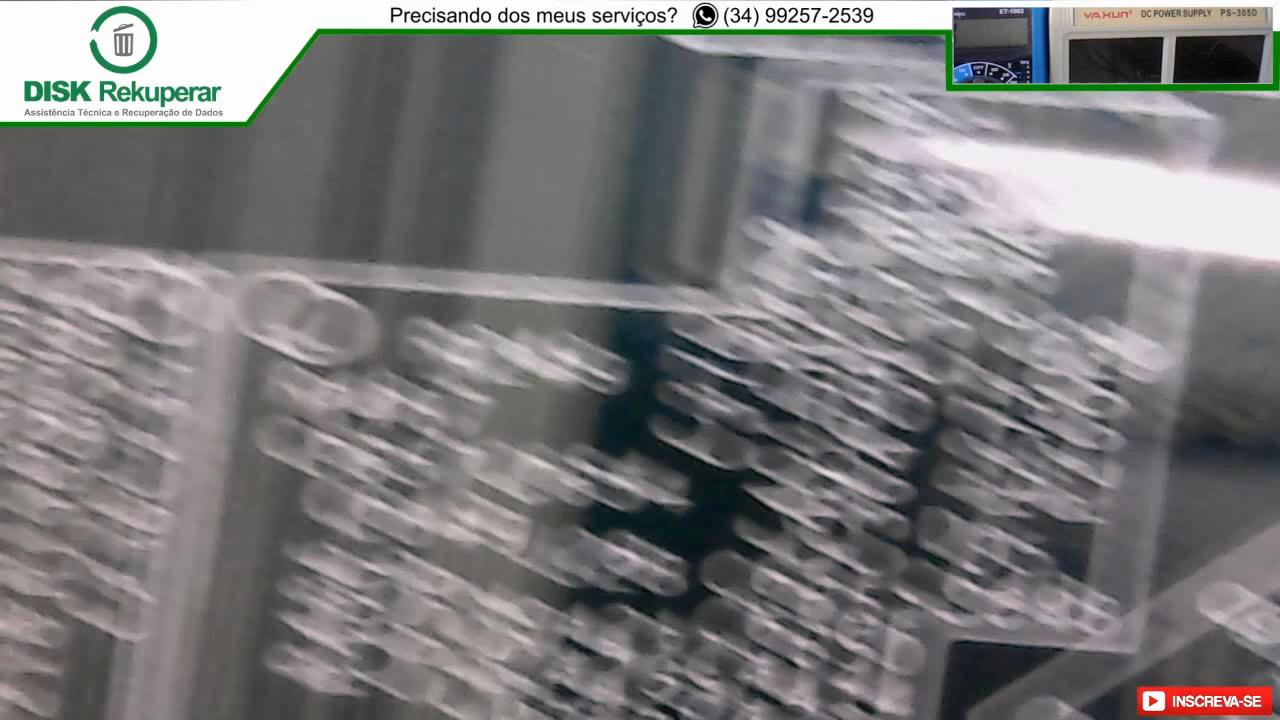 Precisando dos meus serviços? (34) 99257-2539
DISK Rekuperar
Assistência Técnica e Recuperação de Dados
ET-1002
YAXUN DC POWER SUPPLY PS-305D
OFF
INSCREVA-SE